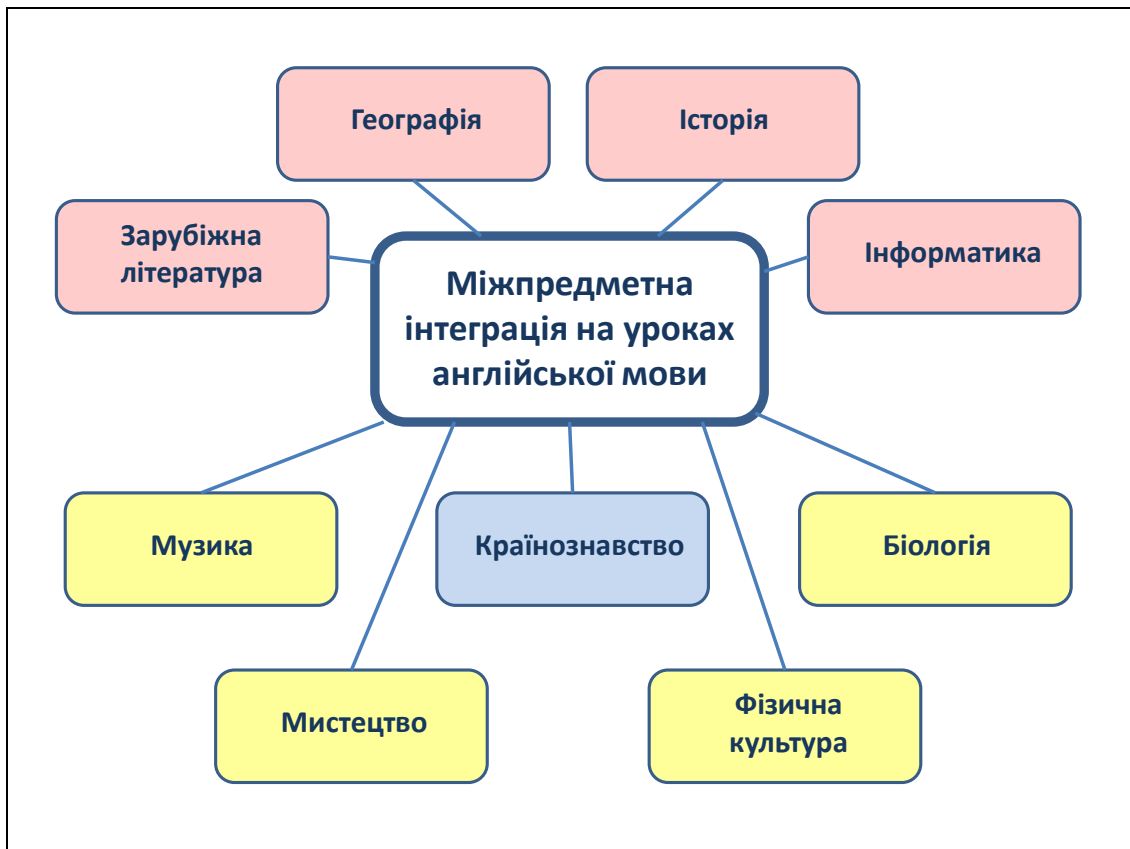 Географія
Історія
Зарубіжна
література
Інформатика
Міжпредметна
інтеграція на уроках
англійської мови
Музика
Країнознавство
Біологія
Мистецтво
Фізична
культура